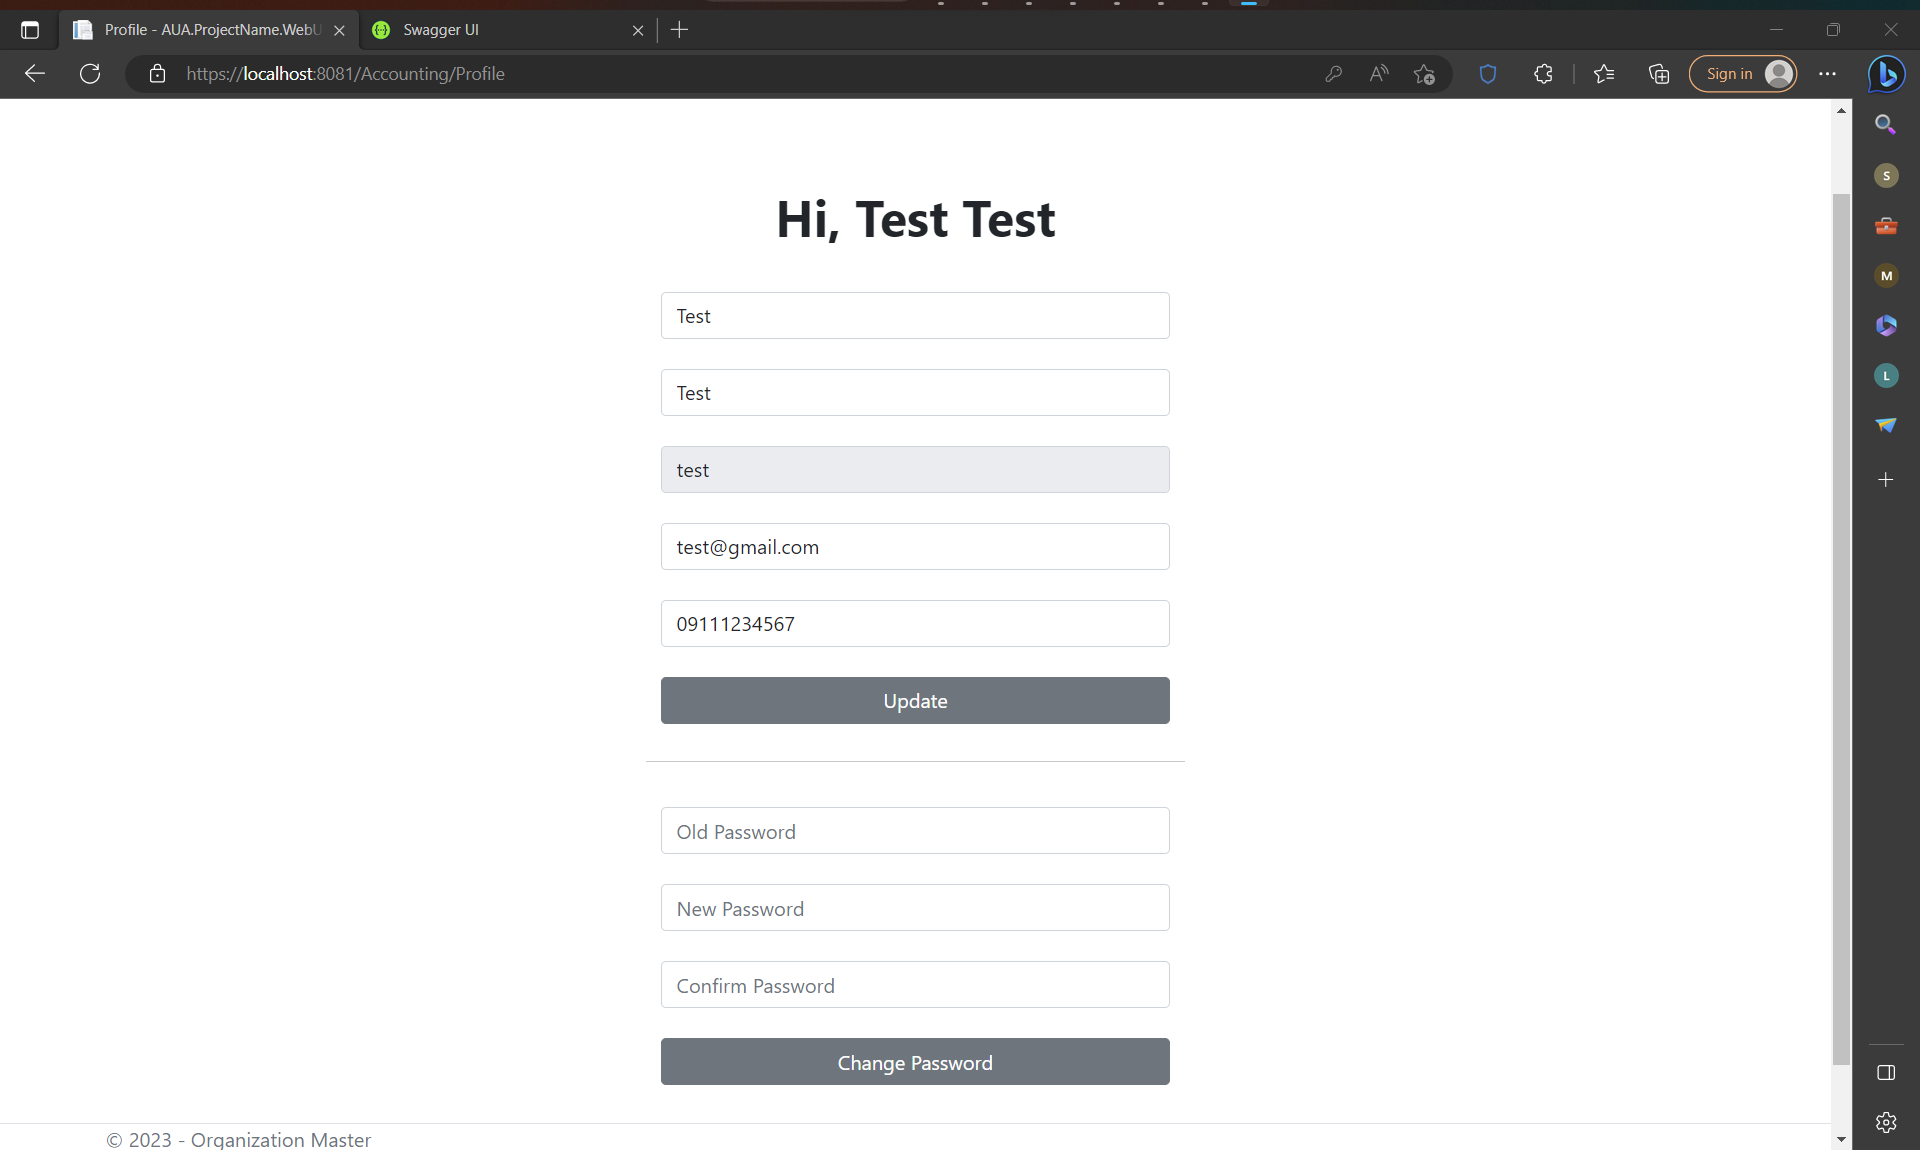 Profile - AUA.ProjectName.WebU
Swagger UI
https://localhost:8081/Accounting/Profile
Sign in
S
M
L
Hi, Test Test
Test
Test
test
test@gmail.com
09111234567
Update
Old Password
New Password
Confirm Password
Change Password
© 2023 - Organization Master